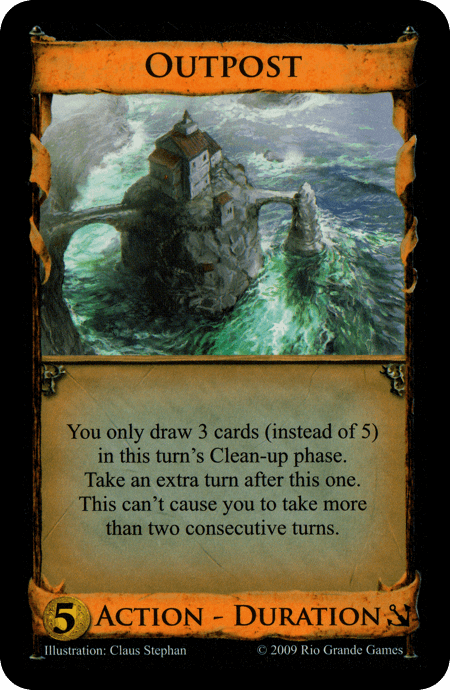 OUTPOST
You only draw 3 cards (instead of 5)
in this turn's Clean-up phase.
Take an extra turn after this one.
This can't cause you to take more
than two consecutive turns.
5 ACTION - DURATION
Illustration: Claus Stephan © 2009 Rio Grande Games